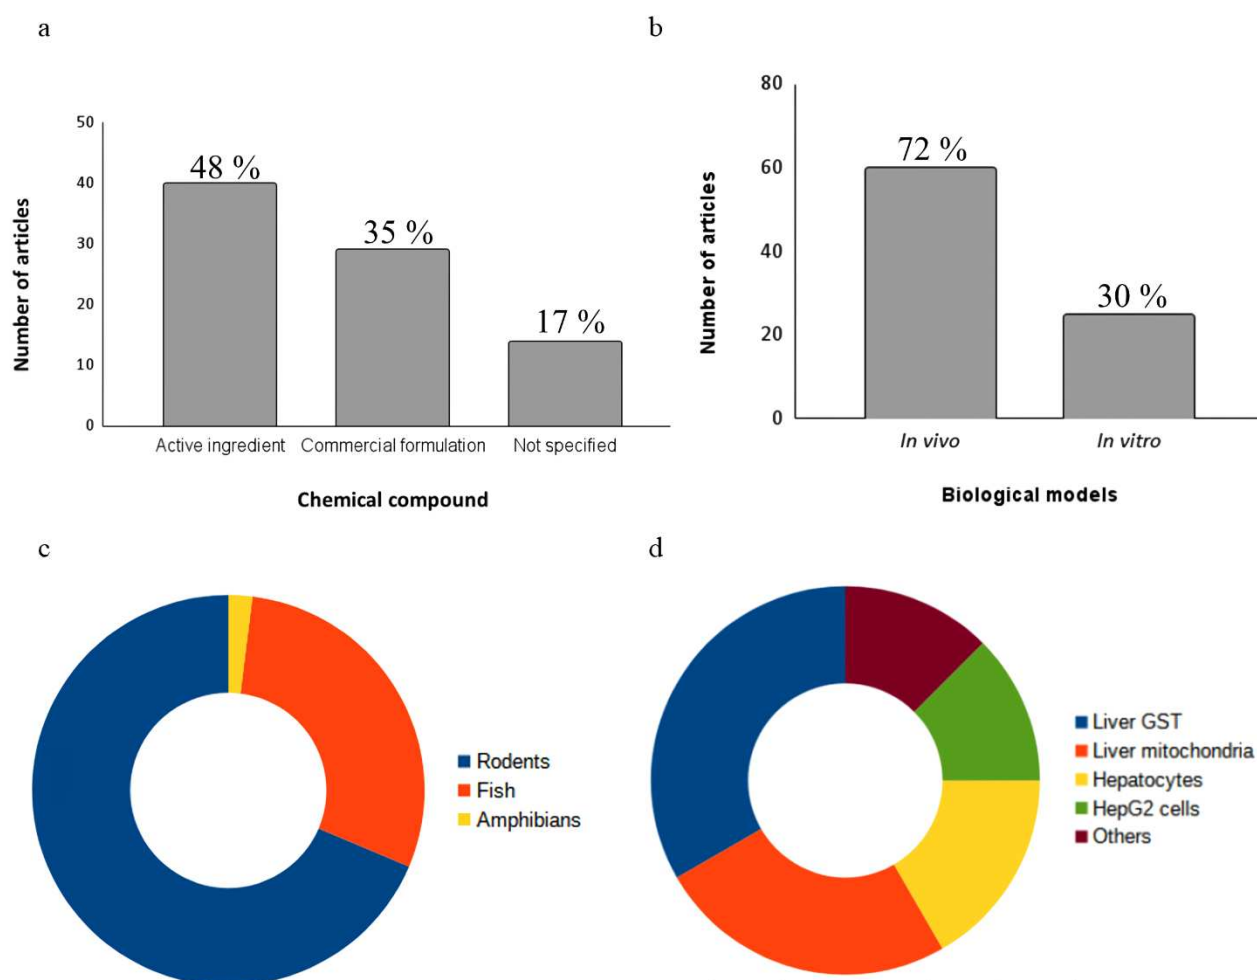 a
50
40
30
20
10
0
Number of articles
48 %
35 %
17 %
Active ingredient
Commercial formulation
Not specified
Chemical compound
b
80
60
40
20
0
Number of articles
72 %
30 %
In vivo
In vitro
Biological models
c
Rodents
Fish
Amphibians
d
Liver GST
Liver mitochondria
Hepatocytes
HepG2 cells
Others